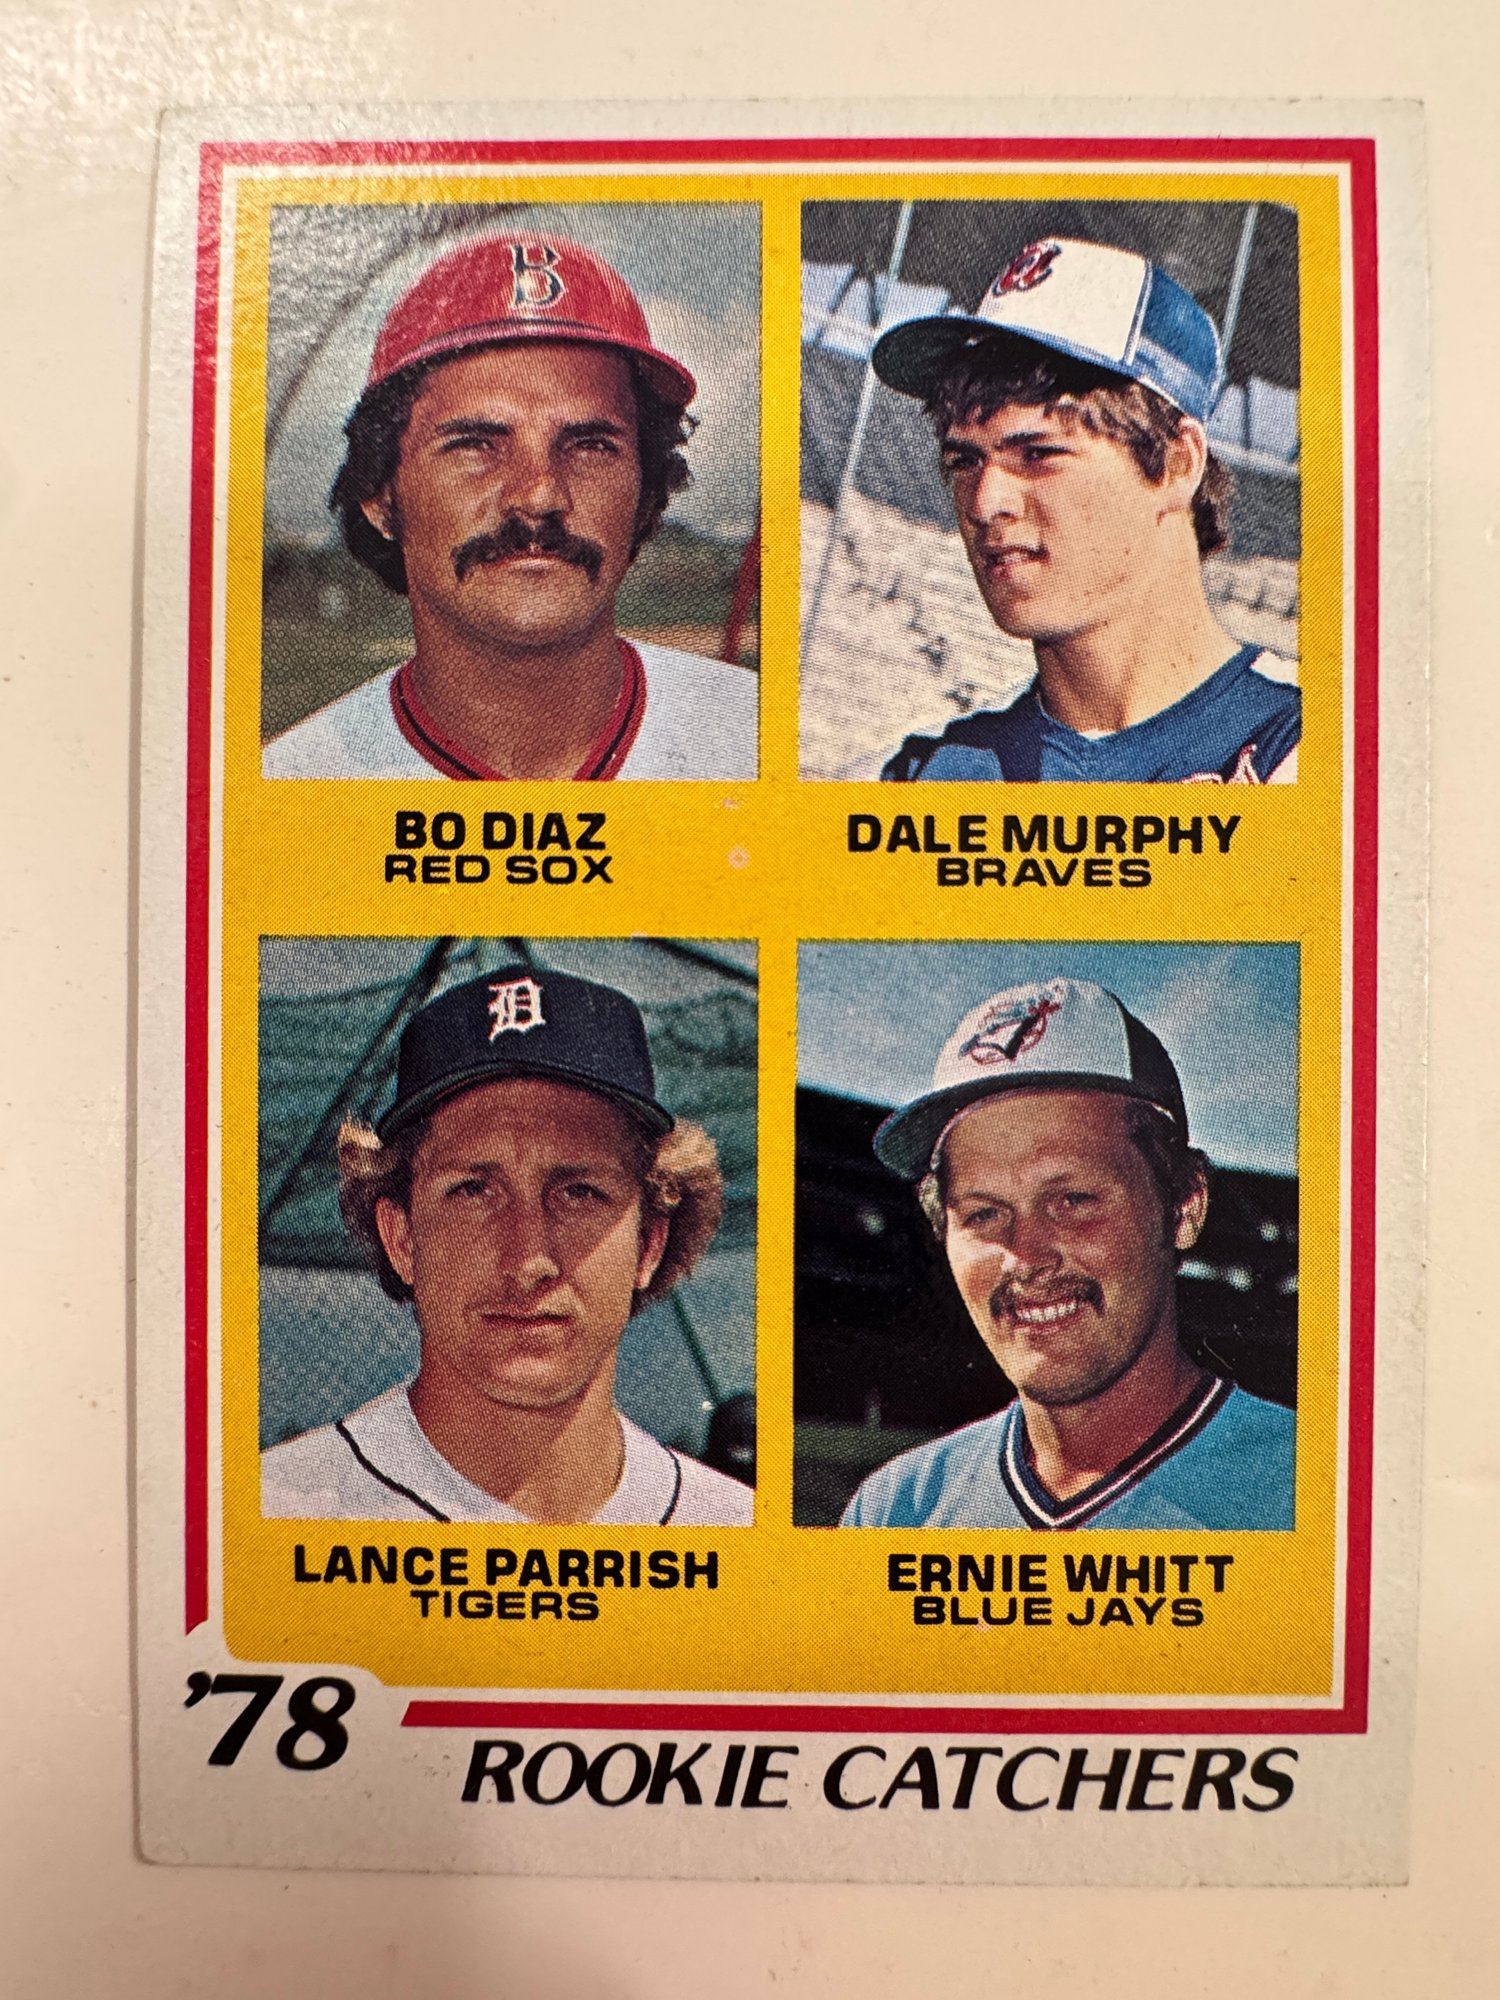 B
BO DIAZ
RED SOX
DALE MURPHY
BRAVES
D
LANCE PARRISH
TIGERS
ERNIE WHITT
BLUE JAYS
'78
ROOKIE CATCHERS